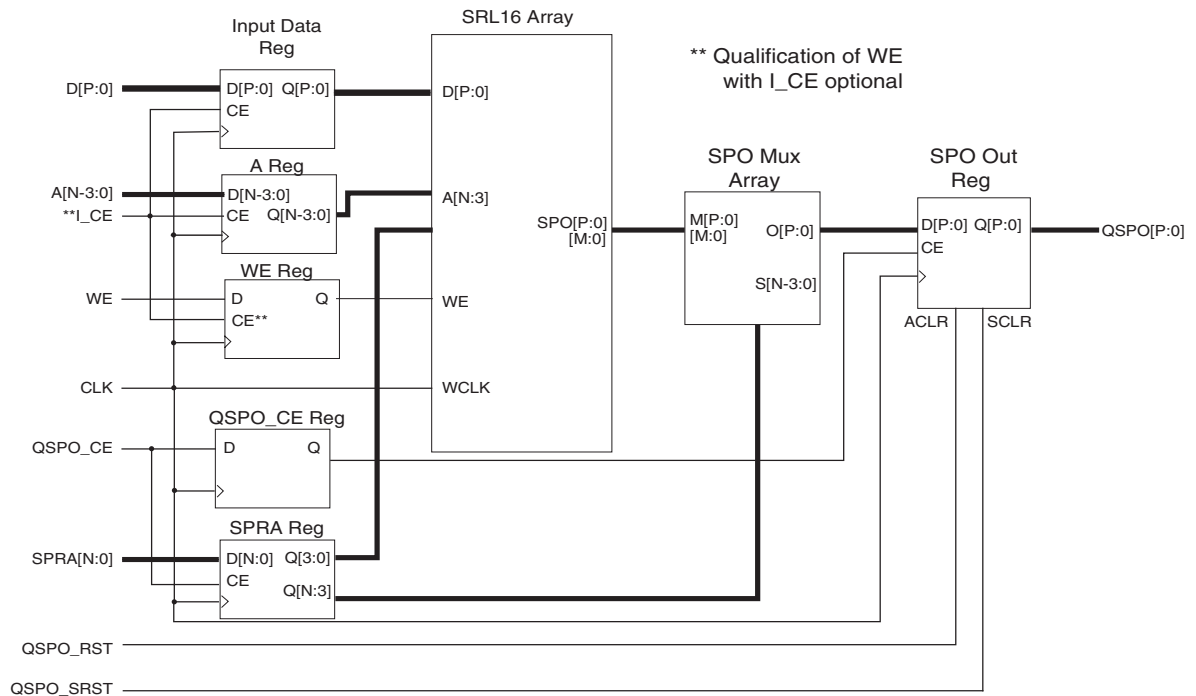 SRL16 Array
Input Data
Reg
** Qualification of WE
with I_CE optional
D[P:0]
D[P:0] Q[P:0]
CE
D[P:0]
A Reg
A[N-3:0]
**I_CE
D[N-3:0]
CE
Q[N-3:0]
A[N:3]
SPO[P:0]
[M:0]
SPO Mux
Array
M[P:0]
[M:0]
O[P:0]
S[N-3:0]
SPO Out
Reg
D[P:0] Q[P:0]
CE
QSPO[P:0]
ACLR
SCLR
WE Reg
WE
D Q
CE**
WE
CLK
WCLK
QSPO_CE Reg
QSPO_CE
D Q
SPRA Reg
SPRA[N:0]
D[N:0] Q[3:0]
CE
Q[N:3]
QSPO_RST
QSPO_SRST